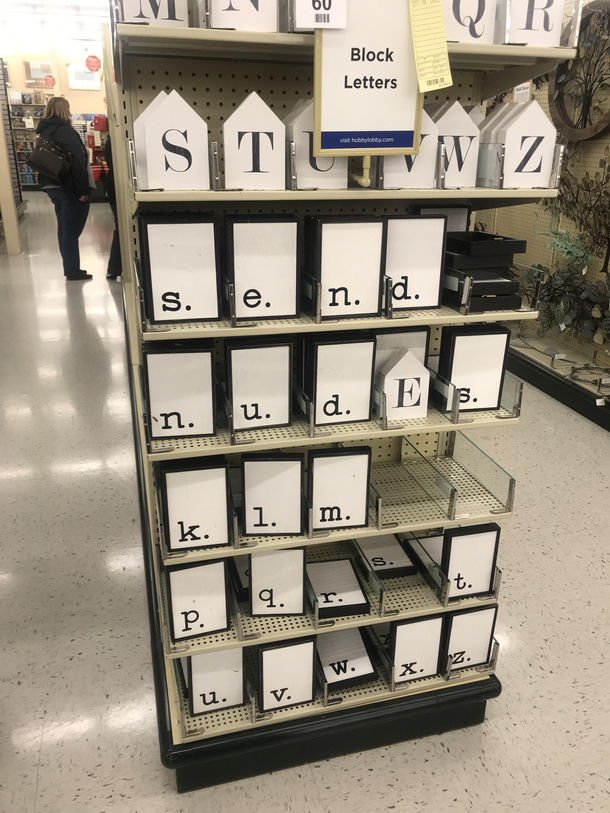 M N Q R
60
Block
Letters
visit hobbylobby.com
S T U V W Z
s. e. n. d.
n. u. d. E s.
k. l. m.
p. q. r. s. t.
u. v. w. x. z.